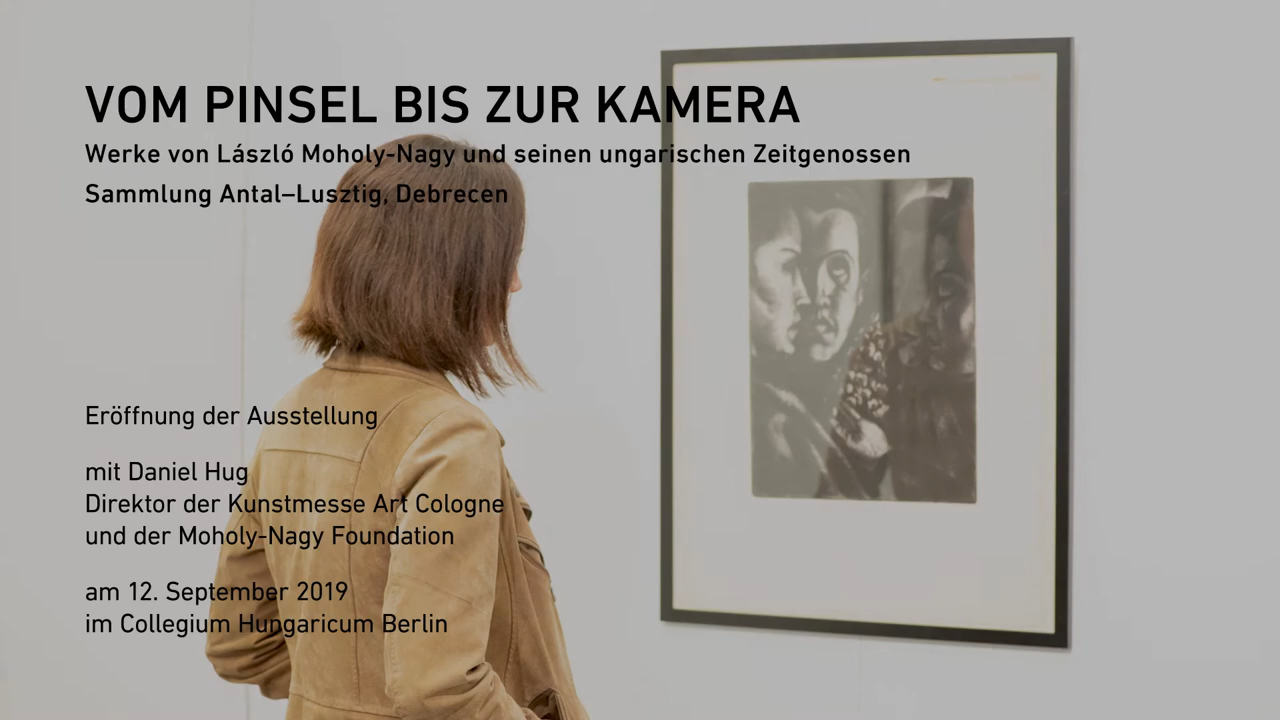 VOM PINSEL BIS ZUR KAMERA
Werke von László Moholy-Nagy und seinen ungarischen Zeitgenossen
Sammlung Antal–Lusztig, Debrecen
Eröffnung der Ausstellung
mit Daniel Hug
Direktor der Kunstmesse Art Cologne
und der Moholy-Nagy Foundation
am 12. September 2019
im Collegium Hungaricum Berlin